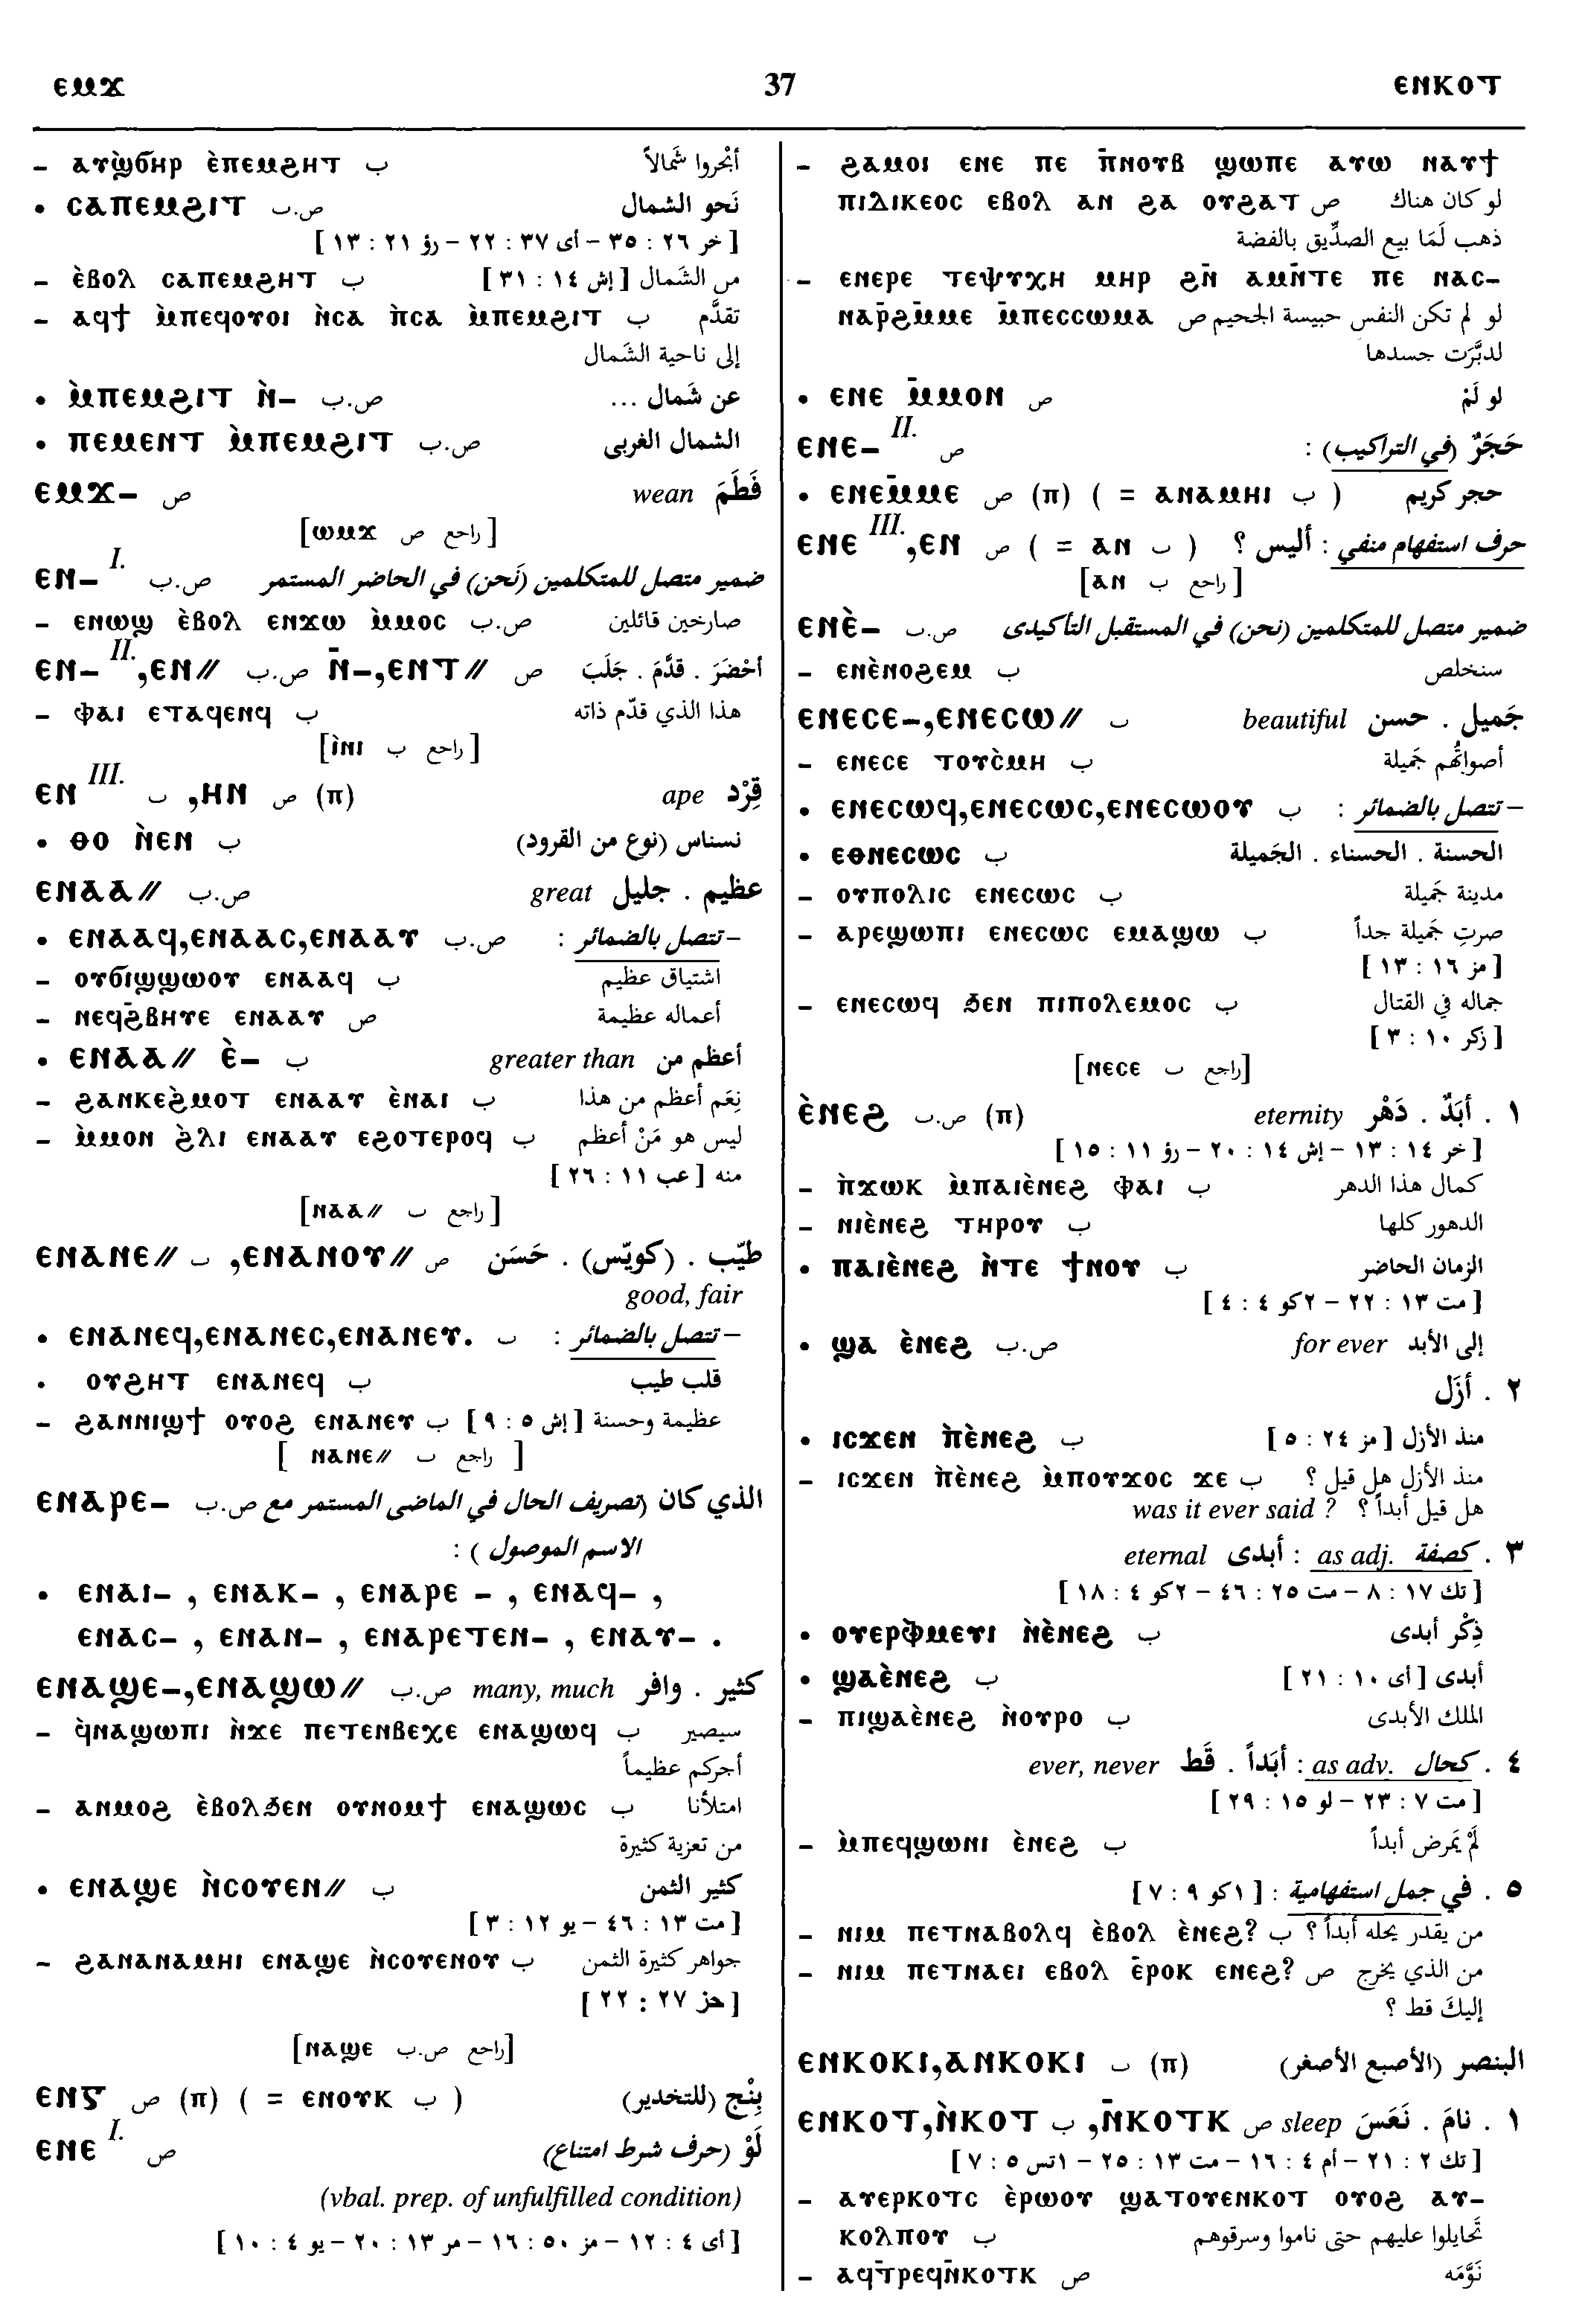 ⲉⲙϫ 37 ⲉⲛⲕⲟⲧ
– ⲁⲩϣ̀ϭⲏⲣ ⲉ̀ⲡⲉⲙϩⲏⲧ ب أبْحَروا شَمالاً
• ⲥⲁⲡⲉⲙϩⲓⲧ ص.ب نَحو الشمال
[ خر ٢٦ : ٣٥ – أى ٣٧ : ٢٢ – رؤ ٢١ : ١٣ ]
– ⲉ̀ⲃⲟⲗ ⲥⲁⲡⲉⲙϩⲏⲧ ب من الشَمال [ إش ١٤ : ٣١ ]
– ⲁϥϯ ⲙ̀ⲡⲉϥⲟⲩⲟⲓ ⲛ̀ⲥⲁ ⲡ̀ⲥⲁ ⲙ̀ⲡⲉⲙϩⲓⲧ ب تقدَّم
إلى ناحية الشَمال
• ⲙ̀ⲡⲉⲙϩⲓⲧ ⲛ̀– ص.ب عن شَمال ...
• ⲡⲉⲙⲉⲛⲧ ⲙ̀ⲡⲉⲙϩⲓⲧ ص.ب الشمال الغربى
ⲉⲙϫ– ص wean فَطَمَ
[ راجع ص ⲱⲙϫ]
ⲉⲛ– I. ص.ب ضمير متصل للمتكلمين (نَحن) في الحاضر المستمر
– ⲉⲛⲱϣ ⲉ̀ⲃⲟⲗ ⲉⲛϫⲱ ⲙ̀ⲙⲟⲥ ص.ب صارخين قائلين
ⲉⲛ– II. ,ⲉⲛ// ص.ب ⲛ̄–,ⲉⲛⲧ// ص أحْضَرَ . قدَّمَ . جَلَبَ
– ⲫⲁⲓ ⲉⲧⲁϥⲉⲛϥ ب هذا الذي قدّم ذاته
[ راجع ب ⲓ̀ⲛⲓ]
ⲉⲛ III. ب ,ⲏⲛ ص (ⲡ) ape قِرْد
• ⲑⲟ ⲛ̀ⲉⲛ ب نسناس (نوع من القرود)
ⲉⲛⲁⲁ// ص.ب great عظيم . جليل
• ⲉⲛⲁⲁϥ,ⲉⲛⲁⲁⲥ,ⲉⲛⲁⲁⲩ ص.ب – تتصل بالضمائر :
– ⲟⲩϭⲓϣϣⲱⲟⲩ ⲉⲛⲁⲁϥ ب اشتياق عظيم
– ⲛⲉϥϩ̄ⲃⲏⲩⲉ ⲉⲛⲁⲁⲩ ص أعماله عظيمة
• ⲉⲛⲁⲁ// ⲉ̀– ب greater than أعظم من
– ϩⲁⲛⲕⲉϩ̀ⲙⲟⲧ ⲉⲛⲁⲁⲩ ⲉ̀ⲛⲁⲓ ب نِعَم أعظم من هذا
– ⲙ̀ⲙⲟⲛ ϩ̀ⲗⲓ ⲉⲛⲁⲁⲩ ⲉϩⲟⲧⲉⲣⲟϥ ب ليس هو مَنْ أعظم
منه [ عب ١١ : ٢٦ ]
[ راجع ب ⲛⲁⲁ//]
ⲉⲛⲁⲛⲉ// ب ,ⲉⲛⲁⲛⲟⲩ// ص طيّب . (كويّس) . حَسَن
good, fair
• ⲉⲛⲁⲛⲉϥ,ⲉⲛⲁⲛⲉⲥ,ⲉⲛⲁⲛⲉⲩ. ب – تتصل بالضمائر :
· ⲟⲩϩⲏⲧ ⲉⲛⲁⲛⲉϥ ب قلب طيب
– ϩⲁⲛⲛⲓϣϯ ⲟⲩⲟϩ ⲉⲛⲁⲛⲉⲩ ب عظيمة وحسنة [ إش ٥ : ٩ ]
[ راجع ب ⲛⲁⲛⲉ// ]
ⲉⲛⲁⲣⲉ– ص.ب الذي كان (تصريف الحال في الماضى المستمر مع
الاسم الموصول ) :
• ⲉⲛⲁⲓ– , ⲉⲛⲁⲕ– , ⲉⲛⲁⲣⲉ – , ⲉⲛⲁϥ– ,
ⲉⲛⲁⲥ– , ⲉⲛⲁⲛ– , ⲉⲛⲁⲣⲉⲧⲉⲛ– , ⲉⲛⲁⲩ– .
ⲉⲛⲁϣⲉ–,ⲉⲛⲁϣⲱ// ص.ب many, much كثير . وافر
– ϥ̀ⲛⲁϣⲱⲡⲓ ⲛ̀ϫⲉ ⲡⲉⲧⲉⲛⲃⲉⲭⲉ ⲉⲛⲁϣⲱϥ ب سيصير
أجركم عظيماً
– ⲁⲛⲙⲟϩ ⲉ̀ⲃⲟⲗϧⲉⲛ ⲟⲩⲛⲟⲙϯ ⲉⲛⲁϣⲱⲥ ب امتلأنا
من تعزية كثيرة
• ⲉⲛⲁϣⲉ ⲛ̀ⲥⲟⲩⲉⲛ// ب كثير الثمن
[ مت ١٣ : ٤٦ – يو ١٢ : ٣ ]
– ϩⲁⲛⲁⲛⲁⲙⲏⲓ ⲉⲛⲁϣⲉ ⲛ̀ⲥⲟⲩⲉⲛⲟⲩ ب جواهر كثيرة الثمن
[ حز ٢٧ : ٢٢ ]
[راجع ص.ب ⲛⲁϣⲉ]
ⲉⲛⲋ ص (ⲡ) ( = ⲉⲛⲟⲩⲕ ب ) بِنْج (للتخدير)
ⲉⲛⲉ I. ص لَوْ (حرف شرط امتناع)
(vbal. prep. of unfulfilled condition)
[ أى ٤ : ١٢ – مز ٥٠ : ١٦ – مر ١٣ : ٢٠ – يو ٤ : ١٠ ]
– ϩⲁⲙⲟⲓ ⲉⲛⲉ ⲡⲉ ⲡ̄ⲛⲟⲩⲃ ϣⲱⲡⲉ ⲁⲩⲱ ⲛⲁⲩϯ
ⲡⲓⲇⲓⲕⲉⲟⲥ ⲉⲃⲟⲗ ⲁⲛ ϩⲁ ⲟⲩϩⲁⲧ ص لو كان هناك
ذهب لَمَا بيع الصدِّيق بالفضة
– ⲉⲛⲉⲣⲉ ⲧⲉⲯⲩⲭⲏ ⲙⲏⲣ ϩⲛ̄ ⲁⲙⲛ̄ⲧⲉ ⲡⲉ ⲛⲁⲥ–
ⲛⲁⲣ̄ϩⲙ̄ⲙⲉ ⲙ̄ⲡⲉⲥⲥⲱⲙⲁ ص لو لم تكن النفس حبيسة الجحيم
لدبَّرَت جسدها
• ⲉⲛⲉ ⲙ̄ⲙⲟⲛ ص لو لَمْ
ⲉⲛⲉ– II. ص حَجَرٌ (في التراكيب) :
• ⲉⲛⲉⲙ̄ⲙⲉ ص (ⲡ) ( = ⲁⲛⲁⲙⲏⲓ ب ) حجر كريم
ⲉⲛⲉ III. ,ⲉⲛ ص ( = ⲁⲛ ب ) حرف استفهام منفي : أليس ؟
[ راجع ب ⲁⲛ]
ⲉⲛⲉ̀– ص.ب ضمير متصل للمتكلمين (نحن) في المستقبل التأكيدى
– ⲉⲛⲉ̀ⲛⲟϩⲉⲙ ب سنخلص
ⲉⲛⲉⲥⲉ–,ⲉⲛⲉⲥⲱ// ب beautiful جَميل . حسن
– ⲉⲛⲉⲥⲉ ⲧⲟⲩⲥ̀ⲙⲏ ب أصواتُهم جَميلة
• ⲉⲛⲉⲥⲱϥ,ⲉⲛⲉⲥⲱⲥ,ⲉⲛⲉⲥⲱⲟⲩ ب – تتصل بالضمائر :
• ⲉⲑⲛⲉⲥⲱⲥ ب الحسنة . الحسناء . الجَميلة
– ⲟⲩⲡⲟⲗⲓⲥ ⲉⲛⲉⲥⲱⲥ ب مدينة جَميلة
– ⲁⲣⲉϣⲱⲡⲓ ⲉⲛⲉⲥⲱⲥ ⲉⲙⲁϣⲱ ب صرتِ جَميلة جداً
[ مز ١٦ : ١٣ ]
– ⲉⲛⲉⲥⲱϥ ϧⲉⲛ ⲡⲓⲡⲟⲗⲉⲙⲟⲥ ب جماله في القتال
[ زكر ١٠ : ٣ ]
[راجع ب ⲛⲉⲥⲉ]
ⲉ̀ⲛⲉϩ ص.ب (ⲡ) eternity ١ . أبَدٌ . دَهْر
[ خر ١٤ : ١٣ – إش ١٤ : ٢٠ – رؤ ١١ : ١٥ ]
– ⲡ̀ϫⲱⲕ ⲙ̀ⲡⲁⲓⲉ̀ⲛⲉϩ ⲫⲁⲓ ب كمال هذا الدهر
– ⲛⲓⲉ̀ⲛⲉϩ ⲧⲏⲣⲟⲩ ب الدهور كلها
• ⲡⲁⲓⲉ̀ⲛⲉϩ ⲛ̀ⲧⲉ ϯⲛⲟⲩ ب الزمان الحاضر
[ مت ١٣ : ٢٢ – ٢كو ٤ : ٤ ]
• ϣⲁ ⲉ̀ⲛⲉϩ ص.ب for ever إلى الأبد
٢ . أزَل
• ⲓⲥϫⲉⲛ ⲡ̀ⲉ̀ⲛⲉϩ ب منذ الأزل [ مز ٢٤ : ٥ ]
– ⲓⲥϫⲉⲛ ⲡ̀ⲉ̀ⲛⲉϩ ⲙ̀ⲡⲟⲩϫⲟⲥ ϫⲉ ب منذ الأزل هل قيل ؟
was it ever said ? هل قيل أبداً ؟
٣ . كصفة as adj. : أبدى eternal
[ تك ١٧ : ٨ – مت ٢٥ : ٤٦ – ٢كو ٤ : ١٨ ]
• ⲟⲩⲉⲣⲫⲙⲉⲩⲓ ⲛ̀ⲉ̀ⲛⲉϩ ب ذِكْر أبدى
• ϣⲁⲉ̀ⲛⲉϩ ب أبدى [ أى ١٠ : ٢١ ]
– ⲡⲓϣⲁⲉ̀ⲛⲉϩ ⲛ̀ⲟⲩⲣⲟ ب الملك الأبدى
٤ . كحال as adv. : أبَداً . قَط ever, never
[ مت ٧ : ٢٣ – لو ١٥ : ٢٩ ]
– ⲙ̀ⲡⲉϥϣⲱⲛⲓ ⲉ̀ⲛⲉϩ ب لَمْ يَمرض أبداً
٥ . في جمل استفهامية : [ ١كو ٩ : ٧ ]
– ⲛⲓⲙ ⲡⲉⲧⲛⲁⲃⲟⲗϥ ⲉ̀ⲃⲟⲗ ⲉ̀ⲛⲉϩ? ب من يقدر يحله أبداً ؟
– ⲛⲓⲙ ⲡⲉⲧⲛⲁⲉⲓ ⲉⲃⲟⲗ ⲉ̄ⲣⲟⲕ ⲉⲛⲉϩ? ص من الذي يخرج
إليكَ قط ؟
ⲉⲛⲕⲟⲕⲓ,ⲁⲛⲕⲟⲕⲓ ب (ⲡ) البنصر (الأصبع الأصغر)
ⲉⲛⲕⲟⲧ,ⲛ̀ⲕⲟⲧ ب ,ⲛ̄ⲕⲟⲧⲕ ص sleep ١ . نامَ . نَعَسَ
[ تك ٢ : ٢١ – أم ٤ : ١٦ – مت ١٣ : ٢٥ – ١تس ٥ : ٧ ]
– ⲁⲩⲉⲣⲕⲟⲧⲥ ⲉ̀ⲣⲱⲟⲩ ϣⲁⲧⲟⲩⲉⲛⲕⲟⲧ ⲟⲩⲟϩ ⲁⲩ–
ⲕⲟⲗⲡⲟⲩ ب تَحايلوا عليهم حتى ناموا وسرقوهم
– ⲁϥⲧ̄ⲣⲉϥⲛ̄ⲕⲟⲧⲕ ص نَوَّمَه